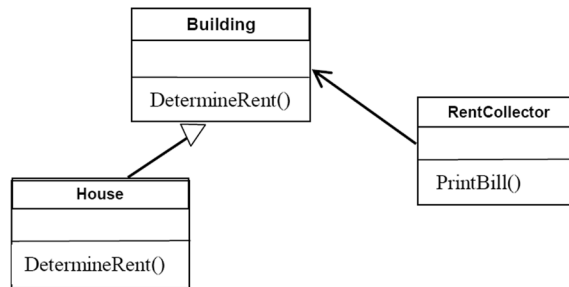 Building
DetermineRent()
RentCollector
PrintBill()
House
DetermineRent()